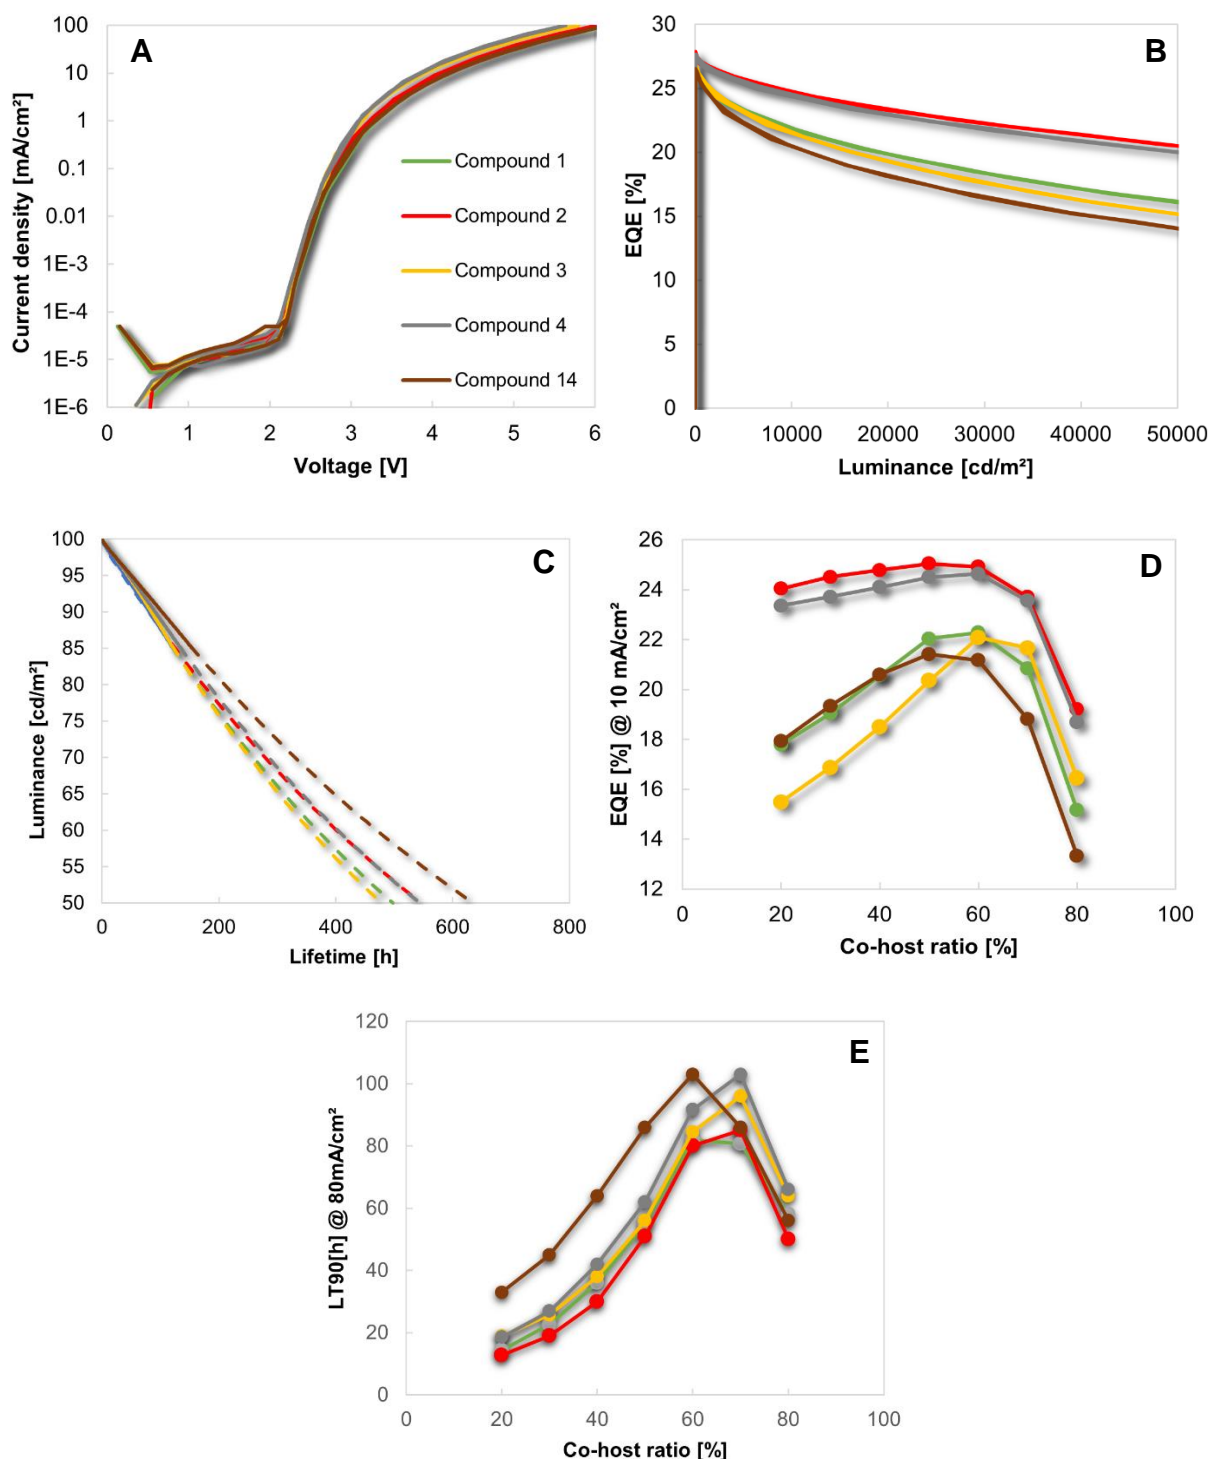 A
Current density [mA/cm²]
100
10
1
0.1
0.01
1E-3
1E-4
1E-5
1E-6
0 1 2 3 4 5 6
Voltage [V]
Compound 1
Compound 2
Compound 3
Compound 4
Compound 14
B
EQE [%]
30
25
20
15
10
5
0
0 10000 20000 30000 40000 50000
Luminance [cd/m²]
C
Luminance [cd/m²]
100
95
90
85
80
75
70
65
60
55
50
0 200 400 600 800
Lifetime [h]
D
EQE [%] @ 10 mA/cm²
26
24
22
20
18
16
14
12
0 20 40 60 80 100
Co-host ratio [%]
E
LT90[h] @ 80mA/cm²
120
100
80
60
40
20
0
0 20 40 60 80 100
Co-host ratio [%]